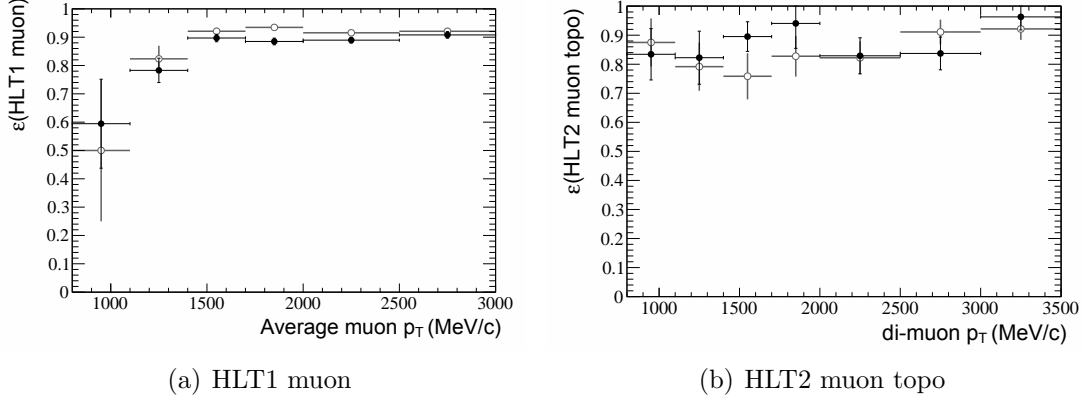 ε(HLT1 muon)
1
0.9
0.8
0.7
0.6
0.5
0.4
0.3
0.2
0.1
0
1000 1500 2000 2500 3000
Average muon pT (MeV/c)
(a) HLT1 muon
ε(HLT2 muon topo)
1
0.9
0.8
0.7
0.6
0.5
0.4
0.3
0.2
0.1
0
1000 1500 2000 2500 3000 3500
di-muon pT (MeV/c)
(b) HLT2 muon topo